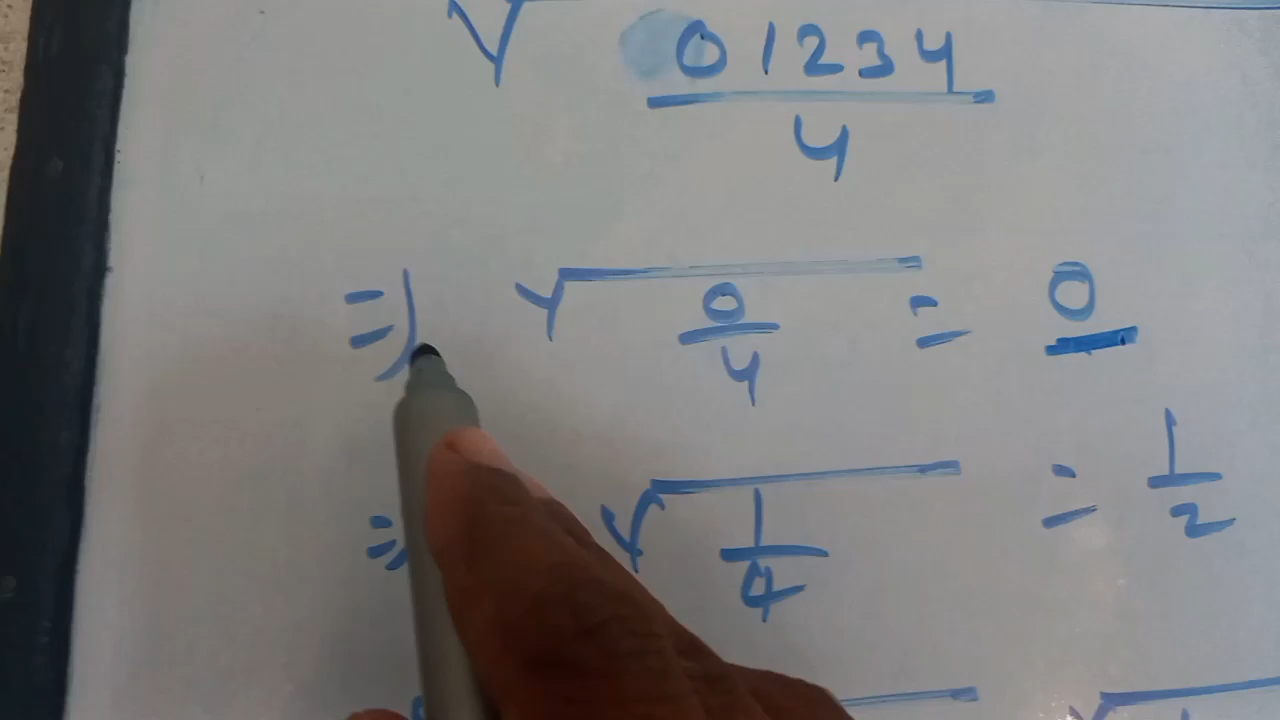 √ 0 1 2 3 4 / 4
=) √ 0/4 = 0
=) √ 1/4 = 1/2